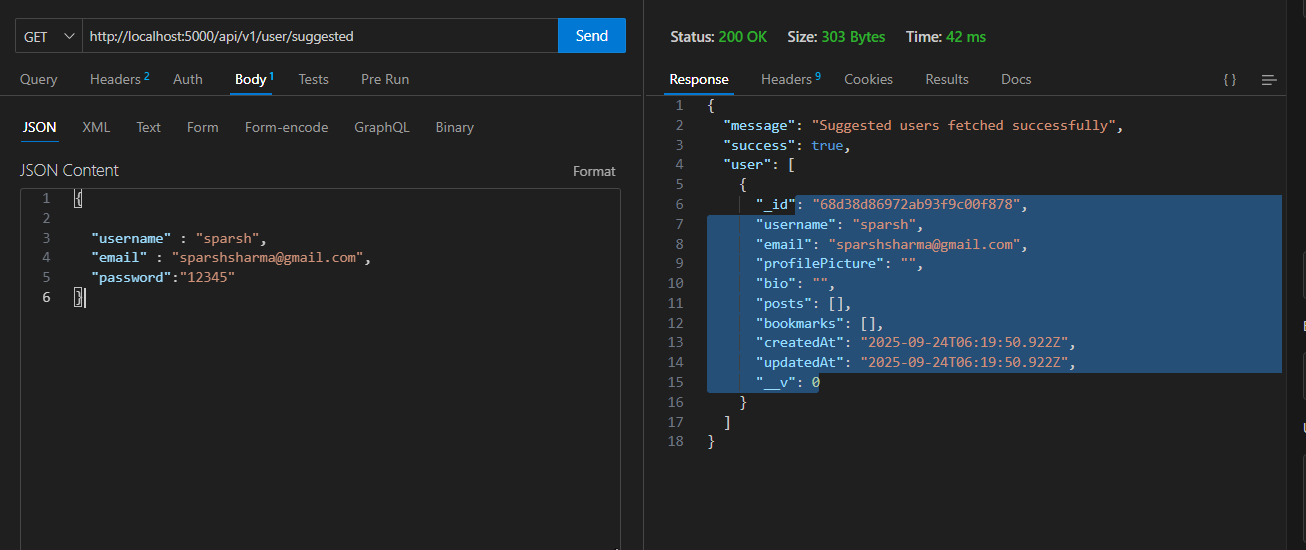 GET http://localhost:5000/api/v1/user/suggested Send
Query Headers 2 Auth Body 1 Tests Pre Run
JSON XML Text Form Form-encode GraphQL Binary
JSON Content Format
1 {
2
3 "username" : "sparsh",
4 "email" : "sparshsharma@gmail.com",
5 "password":"12345"
6 }
Status: 200 OK Size: 303 Bytes Time: 42 ms
Response Headers 9 Cookies Results Docs { }
1 {
2 "message": "Suggested users fetched successfully",
3 "success": true,
4 "user": [
5 {
6 "_id": "68d38d86972ab93f9c00f878",
7 "username": "sparsh",
8 "email": "sparshsharma@gmail.com",
9 "profilePicture": "",
10 "bio": "",
11 "posts": [],
12 "bookmarks": [],
13 "createdAt": "2025-09-24T06:19:50.922Z",
14 "updatedAt": "2025-09-24T06:19:50.922Z",
15 "__v": 0
16 }
17 ]
18 }